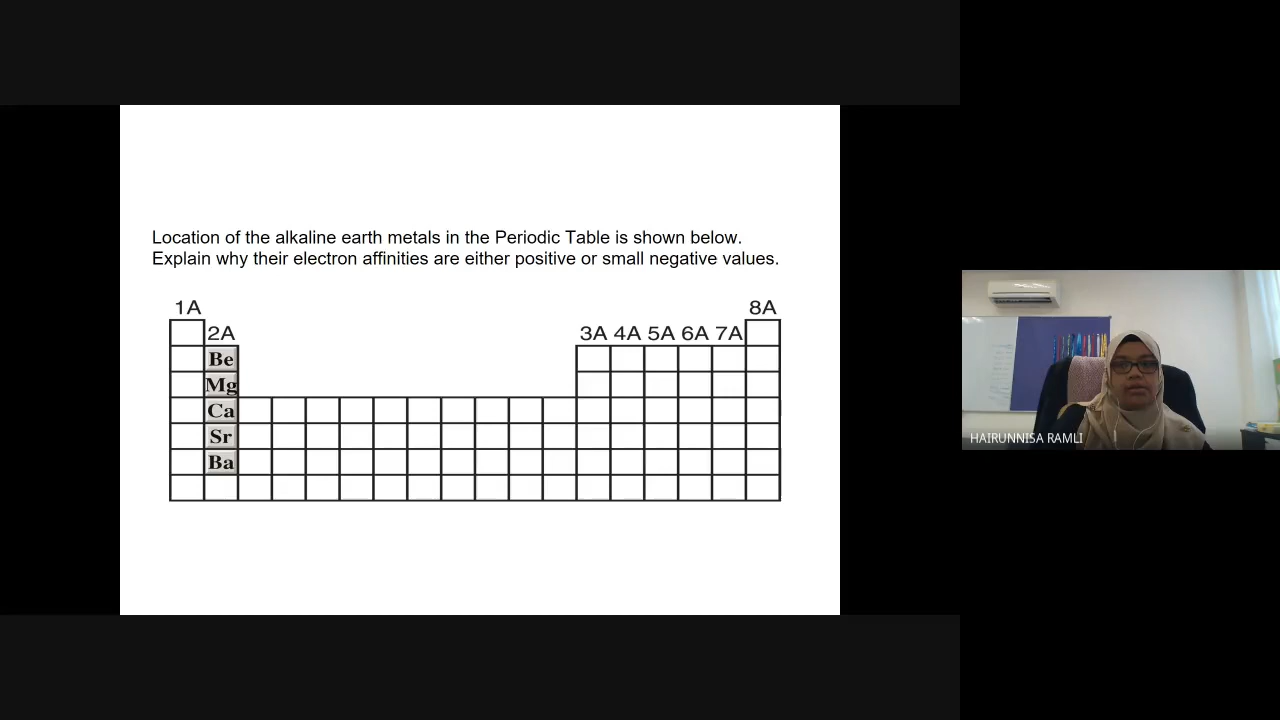 Location of the alkaline earth metals in the Periodic Table is shown below.
Explain why their electron affinities are either positive or small negative values.
1A 8A
2A 3A 4A 5A 6A 7A
Be
Mg
Ca
Sr
Ba
HAIRUNNISA RAMLI